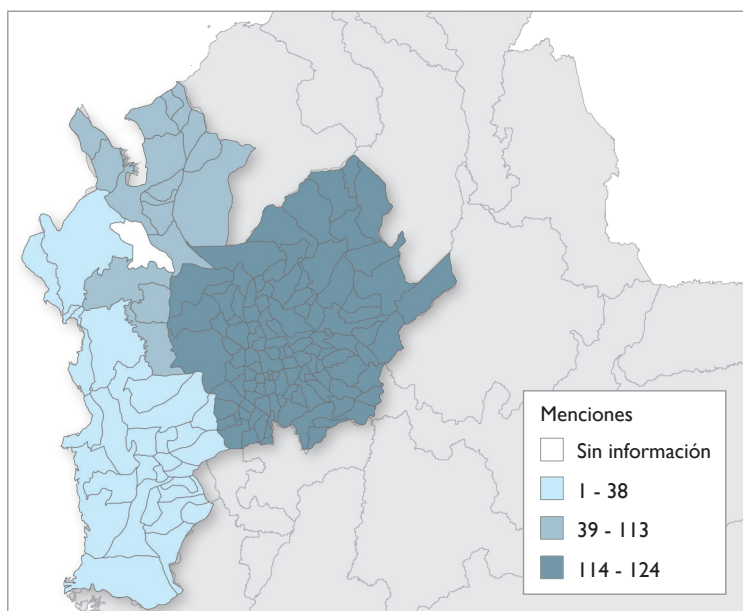 Menciones
Sin información
1 - 38
39 - 113
114 - 124